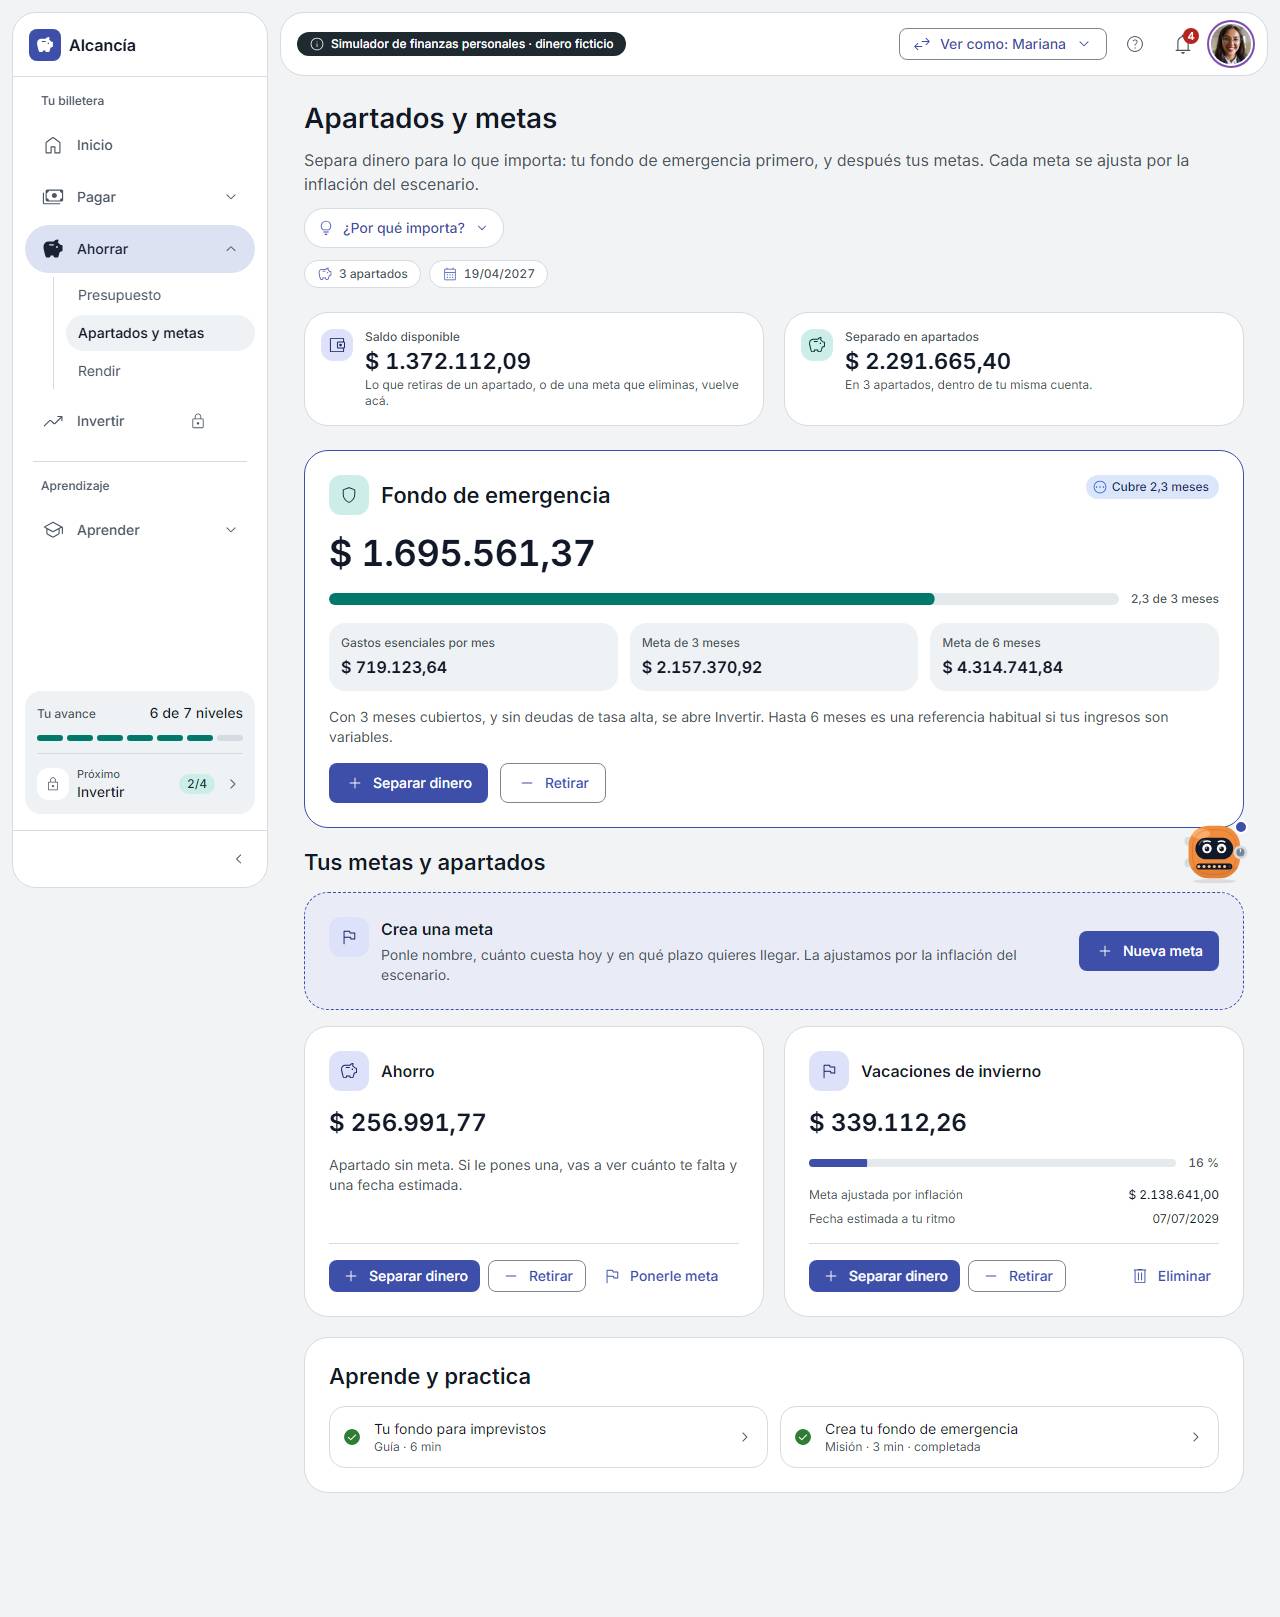 Alcancía
Simulador de finanzas personales · dinero ficticio
Ver como: Mariana
4
Tu billetera
Inicio
Pagar
Ahorrar
Presupuesto
Apartados y metas
Rendir
Invertir
Aprendizaje
Aprender
Tu avance
6 de 7 niveles
Próximo
Invertir
2/4
Apartados y metas
Separa dinero para lo que importa: tu fondo de emergencia primero, y después tus metas. Cada meta se ajusta por la
inflación del escenario.
¿Por qué importa?
3 apartados
19/04/2027
Saldo disponible
$ 1.372.112,09
Lo que retiras de un apartado, o de una meta que eliminas, vuelve
acá.
Separado en apartados
$ 2.291.665,40
En 3 apartados, dentro de tu misma cuenta.
Fondo de emergencia
Cubre 2,3 meses
$ 1.695.561,37
2,3 de 3 meses
Gastos esenciales por mes
$ 719.123,64
Meta de 3 meses
$ 2.157.370,92
Meta de 6 meses
$ 4.314.741,84
Con 3 meses cubiertos, y sin deudas de tasa alta, se abre Invertir. Hasta 6 meses es una referencia habitual si tus ingresos son
variables.
Separar dinero
Retirar
Tus metas y apartados
Crea una meta
Ponle nombre, cuánto cuesta hoy y en qué plazo quieres llegar. La ajustamos por la inflación del
escenario.
Nueva meta
Ahorro
$ 256.991,77
Apartado sin meta. Si le pones una, vas a ver cuánto te falta y
una fecha estimada.
Separar dinero
Retirar
Ponerle meta
Vacaciones de invierno
$ 339.112,26
16 %
Meta ajustada por inflación
$ 2.138.641,00
Fecha estimada a tu ritmo
07/07/2029
Separar dinero
Retirar
Eliminar
Aprende y practica
Tu fondo para imprevistos
Guía · 6 min
Crea tu fondo de emergencia
Misión · 3 min · completada